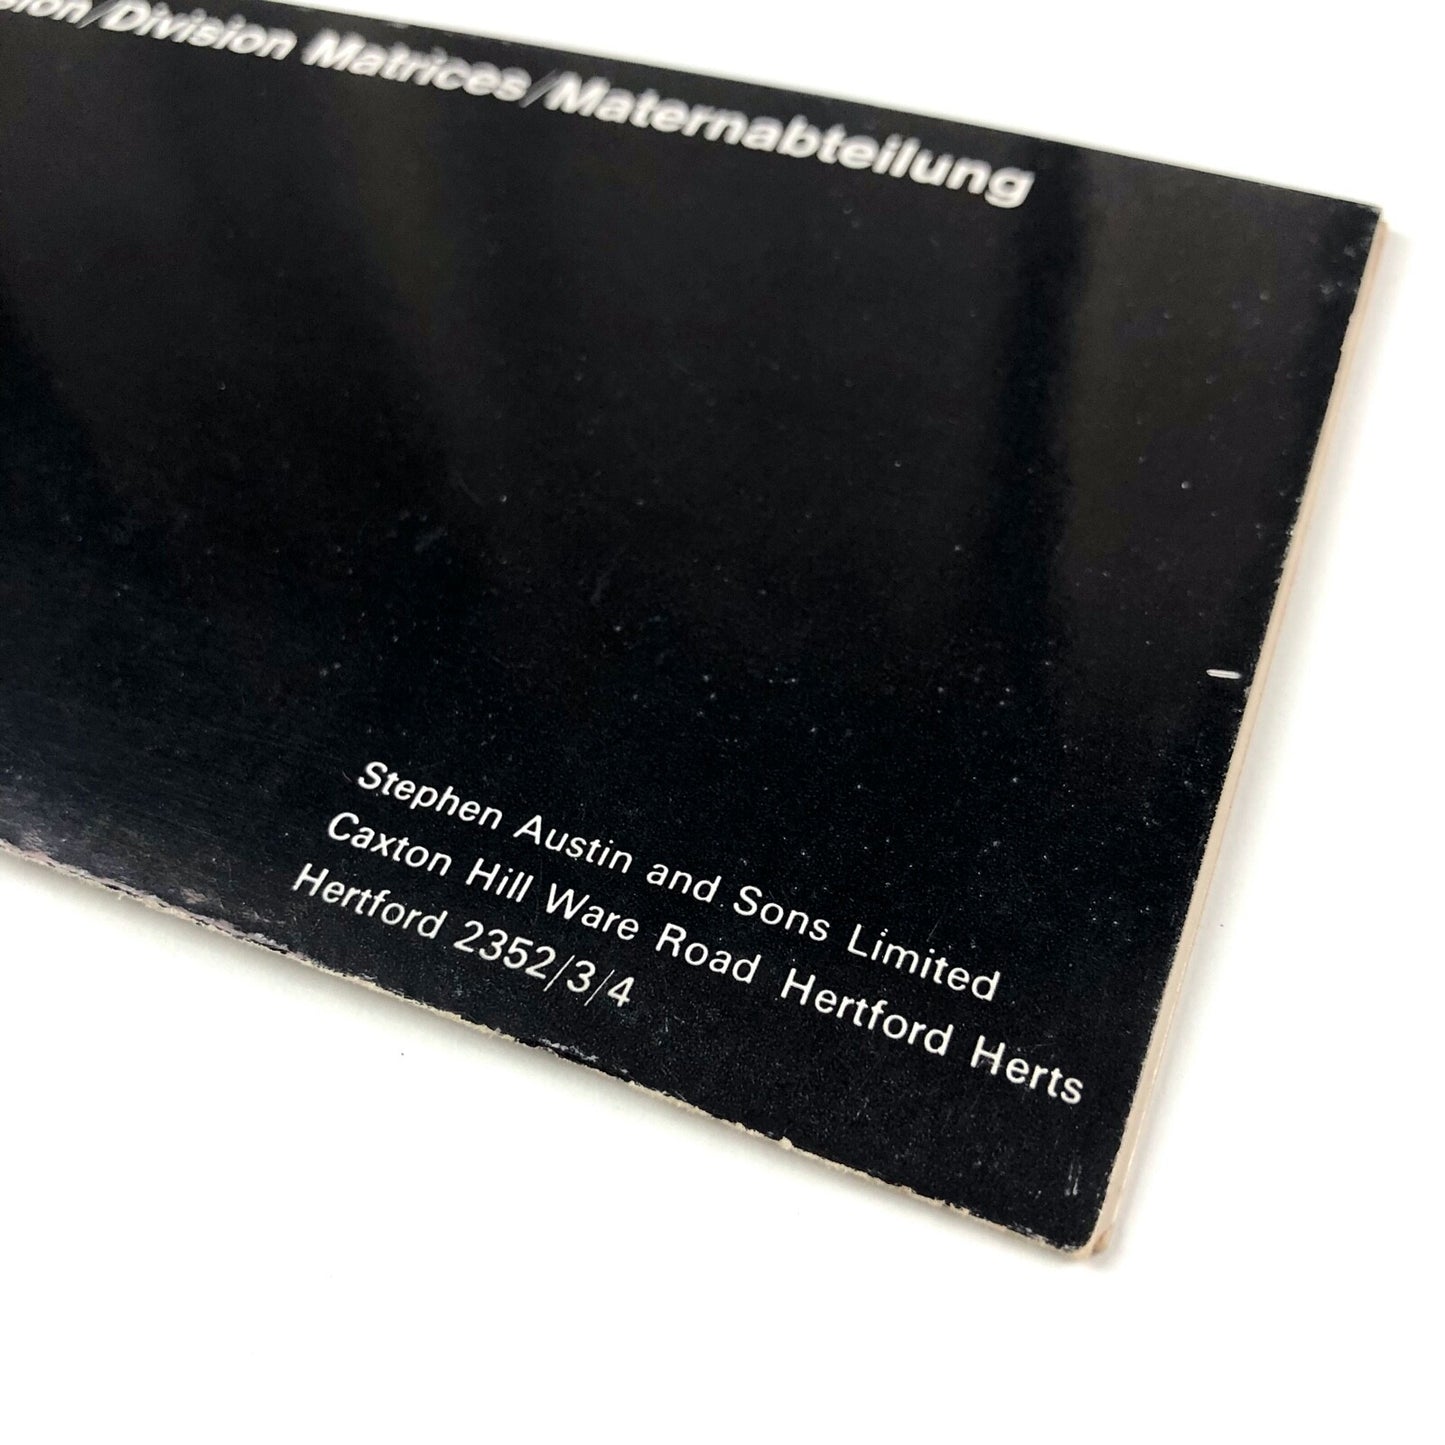 Division Matrices/Maternabteilung
Stephen Austin and Sons Limited
Caxton Hill Ware Road Hertford Herts
Hertford 2352/3/4